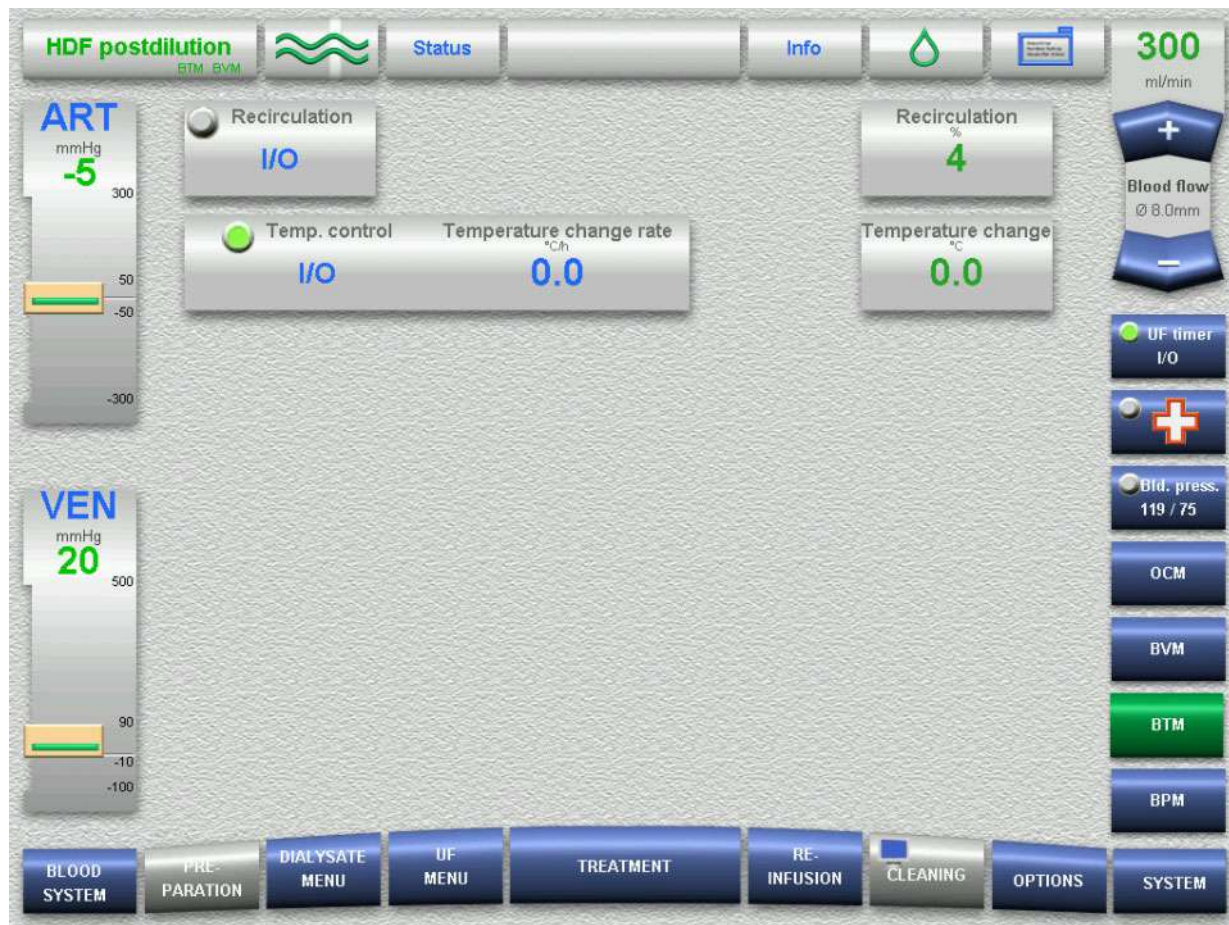 HDF postdilution
BTM BVM
Status
Info
300
ml/min
ART
mmHg
-5
300
50
-50
-300
Recirculation
I/O
Recirculation
%
4
Temp. control
I/O
Temperature change rate
°C/h
0.0
Temperature change
°C
0.0
+
Blood flow
Ø 8.0mm
–
UF timer
I/O
Bld. press.
119 / 75
VEN
mmHg
20
500
90
-10
-100
OCM
BVM
BTM
BPM
BLOOD
SYSTEM
PRE-
PARATION
DIALYSATE
MENU
UF
MENU
TREATMENT
RE-
INFUSION
CLEANING
OPTIONS
SYSTEM